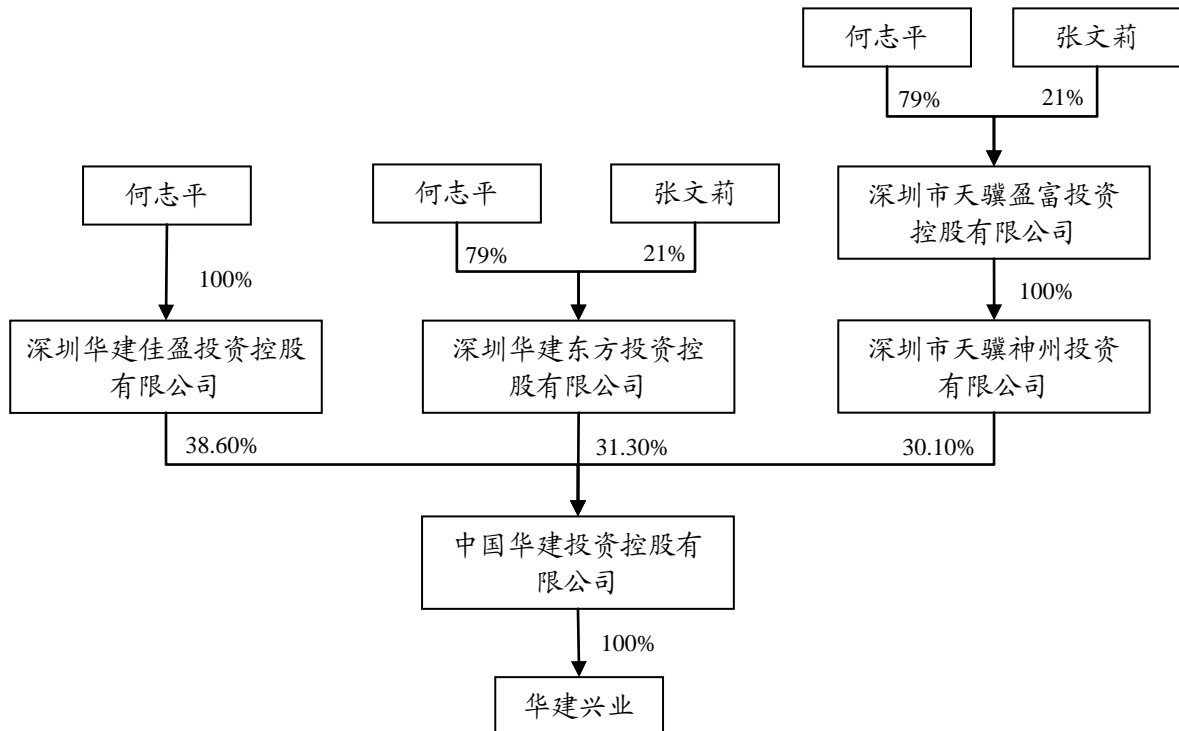 何志平
张文莉
79%
21%
何志平
何志平
张文莉
深圳市天骥盈富投资
控股有限公司
100%
79%
21%
100%
深圳华建佳盈投资控股
有限公司
深圳华建东方投资控
股有限公司
深圳市天骥神州投资
有限公司
38.60%
31.30%
30.10%
中国华建投资控股有
限公司
100%
华建兴业